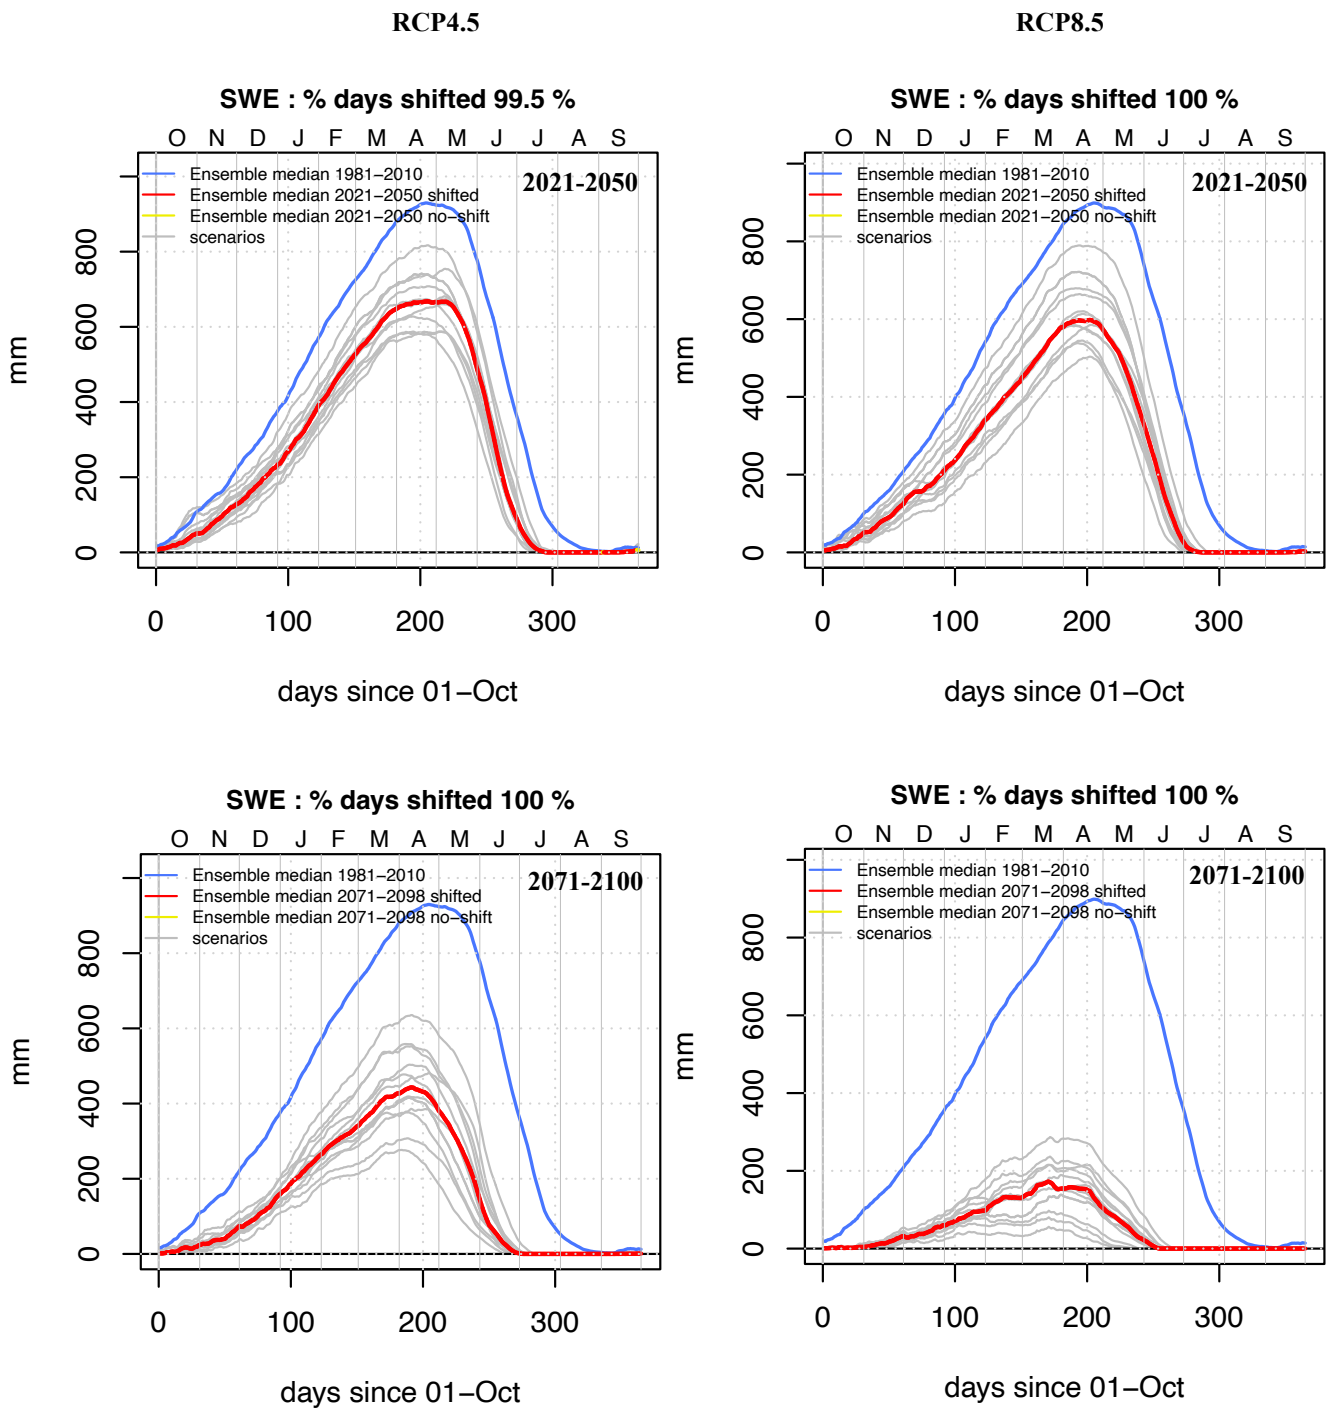 RCP4.5
RCP8.5
SWE : % days shifted 99.5 %
O N D J F M A M J J A S
Ensemble median 1981−2010
Ensemble median 2021−2050 shifted
Ensemble median 2021−2050 no−shift
scenarios
2021-2050
mm
0 200 400 600 800
0 100 200 300
days since 01−Oct
SWE : % days shifted 100 %
O N D J F M A M J J A S
Ensemble median 1981−2010
Ensemble median 2021−2050 shifted
Ensemble median 2021−2050 no−shift
scenarios
2021-2050
mm
0 200 400 600 800
0 100 200 300
days since 01−Oct
SWE : % days shifted 100 %
O N D J F M A M J J A S
Ensemble median 1981−2010
Ensemble median 2071−2098 shifted
Ensemble median 2071−2098 no−shift
scenarios
2071-2100
mm
0 200 400 600 800
0 100 200 300
days since 01−Oct
SWE : % days shifted 100 %
O N D J F M A M J J A S
Ensemble median 1981−2010
Ensemble median 2071−2098 shifted
Ensemble median 2071−2098 no−shift
scenarios
2071-2100
mm
0 200 400 600 800
0 100 200 300
days since 01−Oct